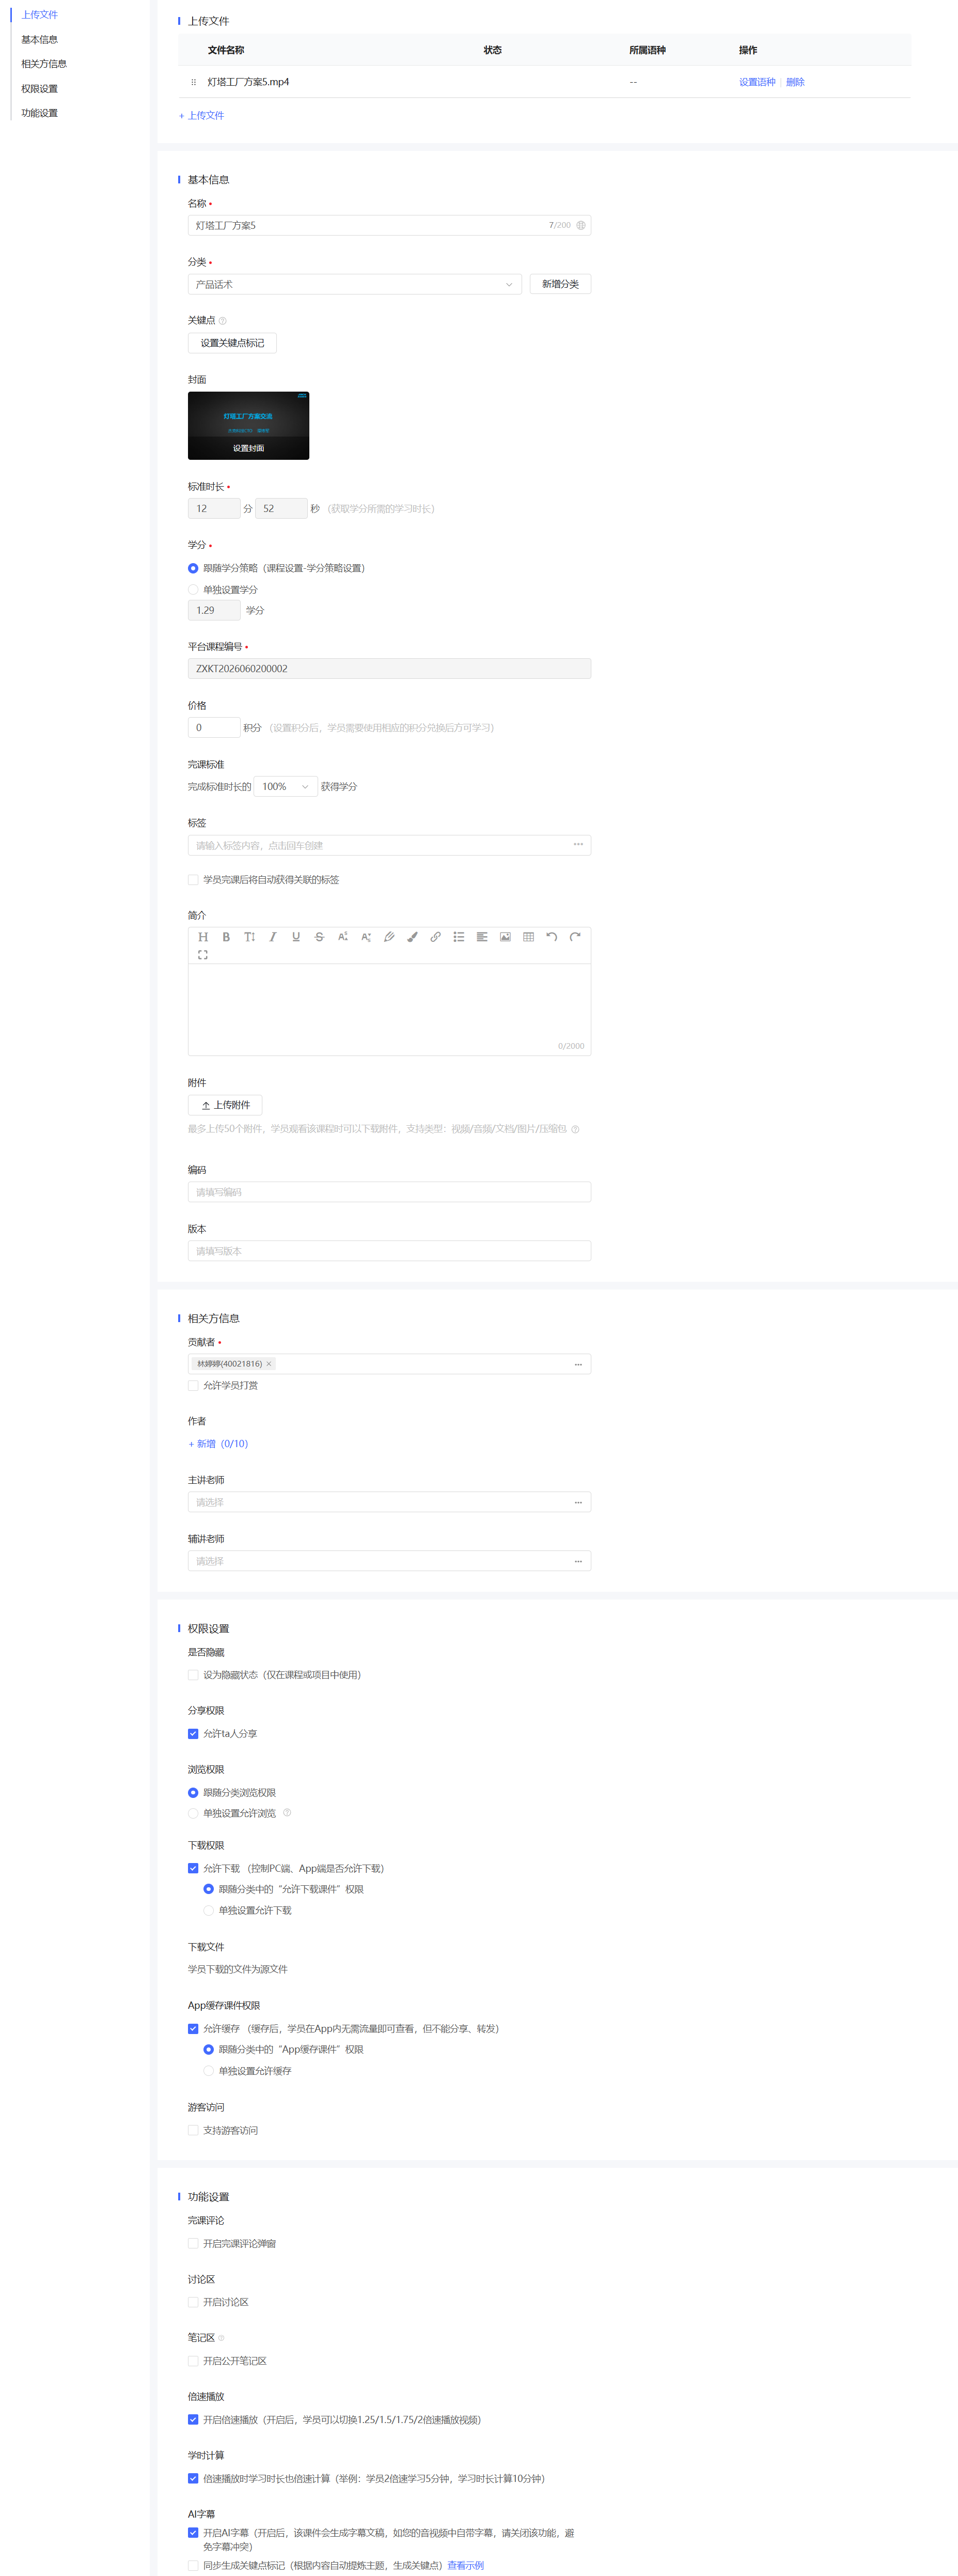 上传文件
基本信息
相关方信息
权限设置
功能设置
上传文件
文件名称 状态 所属语种 操作
灯塔工厂方案5.mp4 -- 设置语种 | 删除
+ 上传文件
基本信息
名称
灯塔工厂方案5 7/200
分类
产品话术 新增分类
关键点
设置关键点标记
封面
灯塔工厂方案交流
设置封面
标准时长
12 分 52 秒 (获取学分所需的学习时长)
学分
跟随学分策略（课程设置-学分策略设置）
单独设置学分
1.29 学分
平台课程编号
ZXKT2026060200002
价格
0 积分 （设置积分后，学员需要使用相应的积分兑换后方可学习）
完课标准
完成标准时长的 100% 获得学分
标签
请输入标签内容，点击回车创建
学员完课后将自动获得关联的标签
简介
0/2000
附件
上传附件
最多上传50个附件，学员观看该课程时可以下载附件，支持类型：视频/音频/文档/图片/压缩包
编码
请填写编码
版本
请填写版本
相关方信息
贡献者
林婷婷(40021816)
允许学员打赏
作者
+ 新增（0/10）
主讲老师
请选择
辅讲老师
请选择
权限设置
是否隐藏
设为隐藏状态（仅在课程或项目中使用）
分享权限
允许ta人分享
浏览权限
跟随分类浏览权限
单独设置允许浏览
下载权限
允许下载 （控制PC端、App端是否允许下载）
跟随分类中的“允许下载课件”权限
单独设置允许下载
下载文件
学员下载的文件为源文件
App缓存课件权限
允许缓存 （缓存后，学员在App内无需流量即可查看，但不能分享、转发）
跟随分类中的“App缓存课件”权限
单独设置允许缓存
游客访问
支持游客访问
功能设置
完课评论
开启完课评论弹窗
讨论区
开启讨论区
笔记区
开启公开笔记区
倍速播放
开启倍速播放（开启后，学员可以切换1.25/1.5/1.75/2倍速播放视频）
学时计算
倍速播放时学习时长也倍速计算（举例：学员2倍速学习5分钟，学习时长计算10分钟）
AI字幕
开启AI字幕（开启后，该课件会生成字幕文稿，如您的音视频中自带字幕，请关闭该功能，避
免字幕冲突）
同步生成关键点标记（根据内容自动提炼主题，生成关键点）查看示例